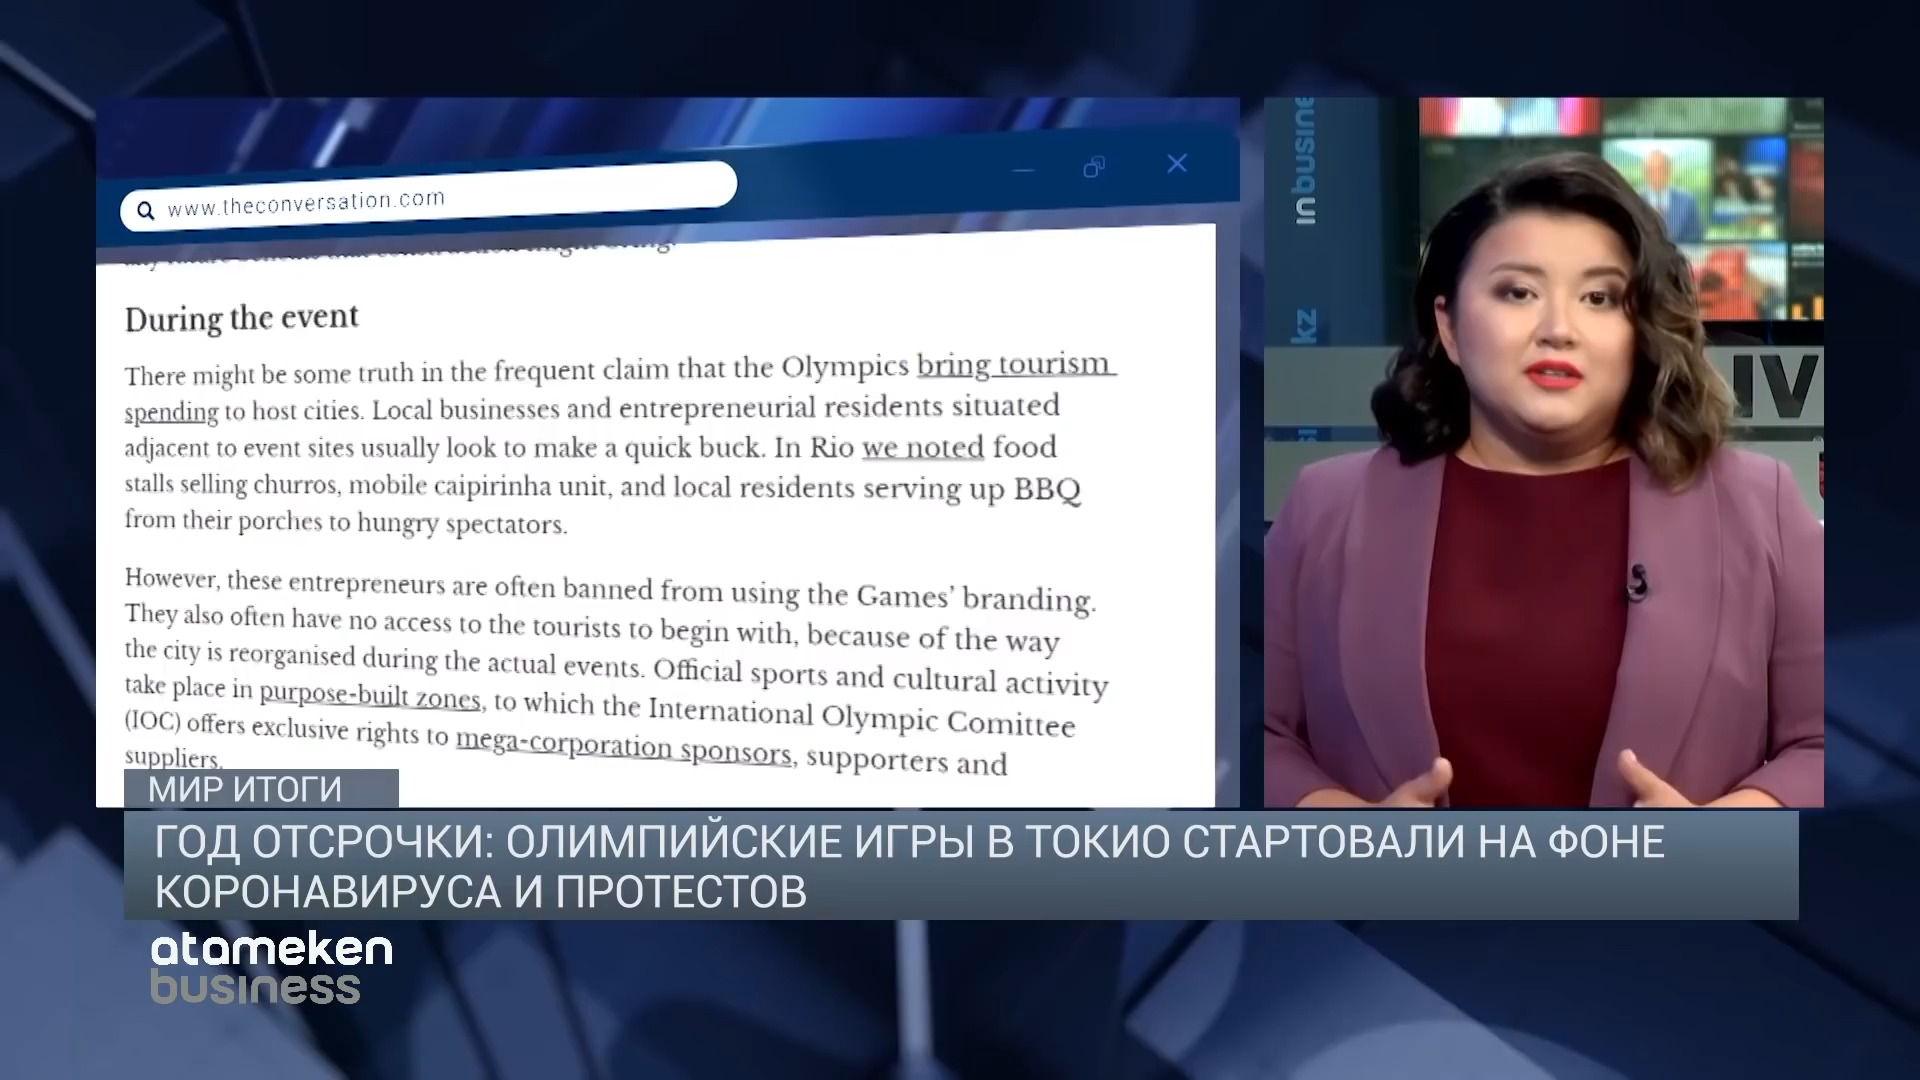 www.theconversation.com
During the event
There might be some truth in the frequent claim that the Olympics bring tourism
spending to host cities. Local businesses and entrepreneurial residents situated
adjacent to event sites usually look to make a quick buck. In Rio we noted food
stalls selling churros, mobile caipirinha unit, and local residents serving up BBQ
from their porches to hungry spectators.
However, these entrepreneurs are often banned from using the Games’ branding.
They also often have no access to the tourists to begin with, because of the way
the city is reorganised during the actual events. Official sports and cultural activity
take place in purpose-built zones, to which the International Olympic Comittee
(IOC) offers exclusive rights to mega-corporation sponsors, supporters and
suppliers.
inbusine
kz
IV
МИР ИТОГИ
ГОД ОТСРОЧКИ: ОЛИМПИЙСКИЕ ИГРЫ В ТОКИО СТАРТОВАЛИ НА ФОНЕ
КОРОНАВИРУСА И ПРОТЕСТОВ
atameken
business